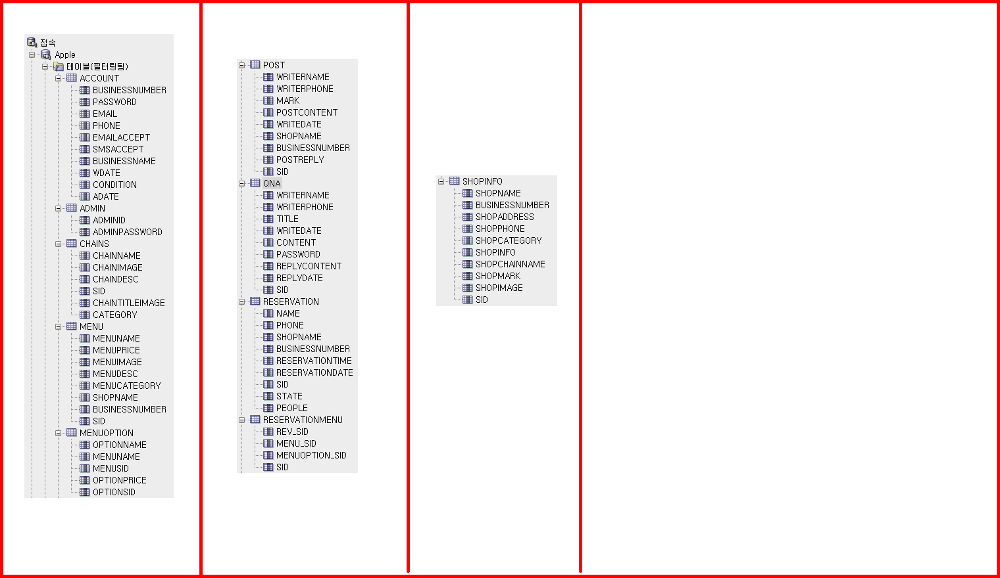 접속
Apple
테이블(필터링됨)
ACCOUNT
BUSINESSNUMBER
PASSWORD
EMAIL
PHONE
EMAILACCEPT
SMSACCEPT
BUSINESSNAME
WDATE
CONDITION
ADATE
ADMIN
ADMINID
ADMINPASSWORD
CHAINS
CHAINNAME
CHAINIMAGE
CHAINDESC
SID
CHAINTITLEIMAGE
CATEGORY
MENU
MENUNAME
MENUPRICE
MENUIMAGE
MENUDESC
MENUCATEGORY
SHOPNAME
BUSINESSNUMBER
SID
MENUOPTION
OPTIONNAME
MENUNAME
MENUSID
OPTIONPRICE
OPTIONSID
POST
WRITERNAME
WRITERPHONE
MARK
POSTCONTENT
WRITEDATE
SHOPNAME
BUSINESSNUMBER
POSTREPLY
SID
QNA
WRITERNAME
WRITERPHONE
TITLE
WRITEDATE
CONTENT
PASSWORD
REPLYCONTENT
REPLYDATE
SID
RESERVATION
NAME
PHONE
SHOPNAME
BUSINESSNUMBER
RESERVATIONTIME
RESERVATIONDATE
SID
STATE
PEOPLE
RESERVATIONMENU
REV_SID
MENU_SID
MENUOPTION_SID
SID
SHOPINFO
SHOPNAME
BUSINESSNUMBER
SHOPADDRESS
SHOPPHONE
SHOPCATEGORY
SHOPINFO
SHOPCHAINNAME
SHOPMARK
SHOPIMAGE
SID